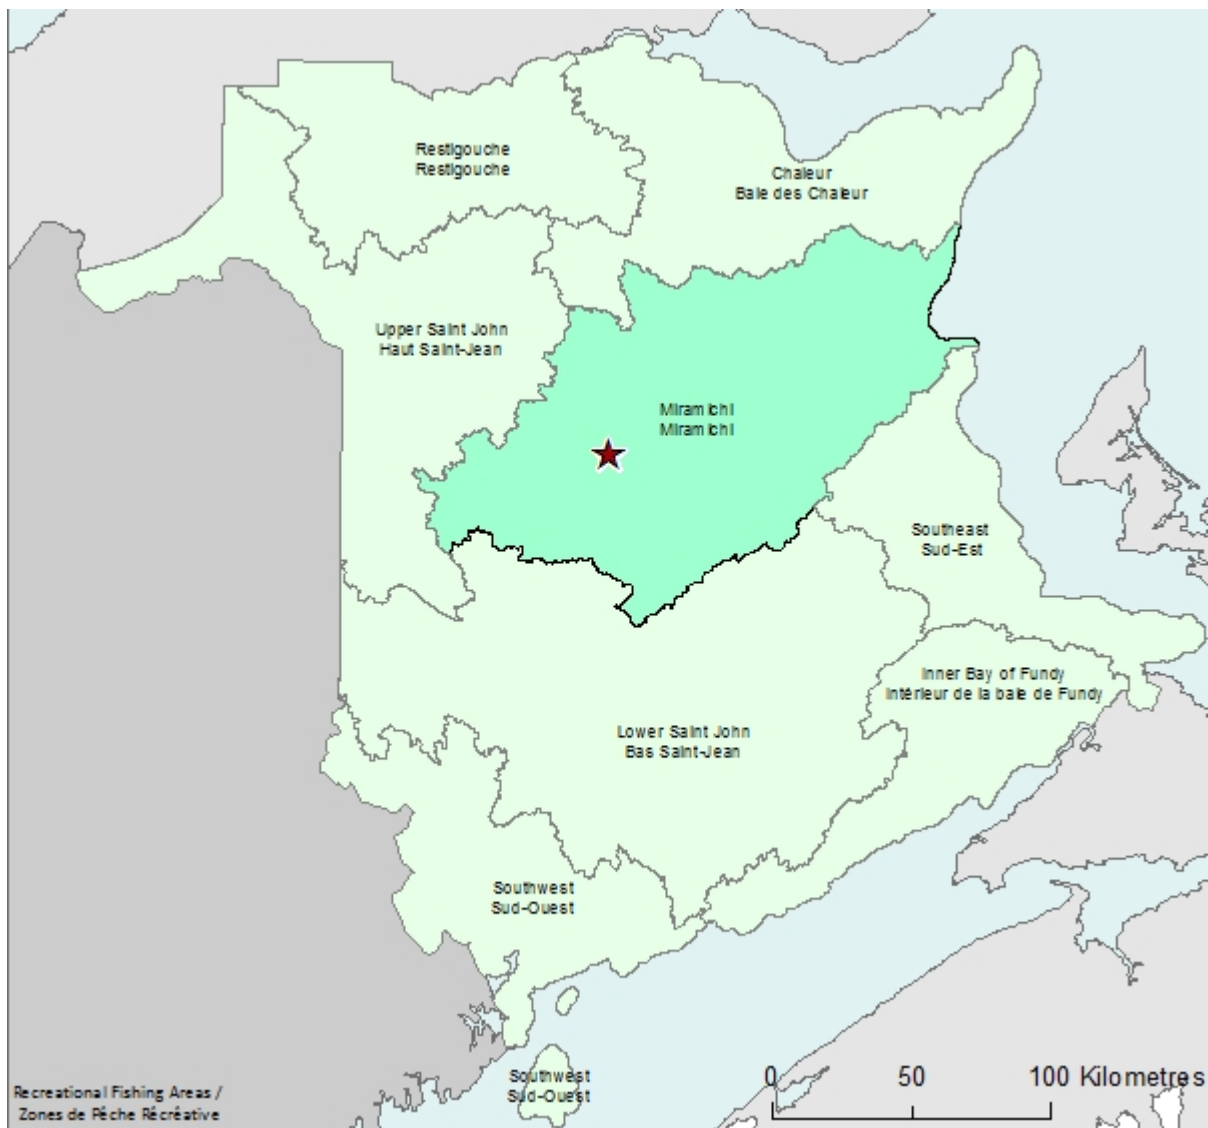 Restigouche
Restigouche
Chaleur
Baie des Chaleur
Upper Saint John
Haut Saint-Jean
Miramichi
Miramichi
Southeast
Sud-Est
Inner Bay of Fundy
Intérieur de la baie de Fundy
Lower Saint John
Bas Saint-Jean
Southwest
Sud-Ouest
Southwest
Sud-Ouest
0 50 100 Kilometres
Recreational Fishing Areas /
Zones de Pêche Récréative